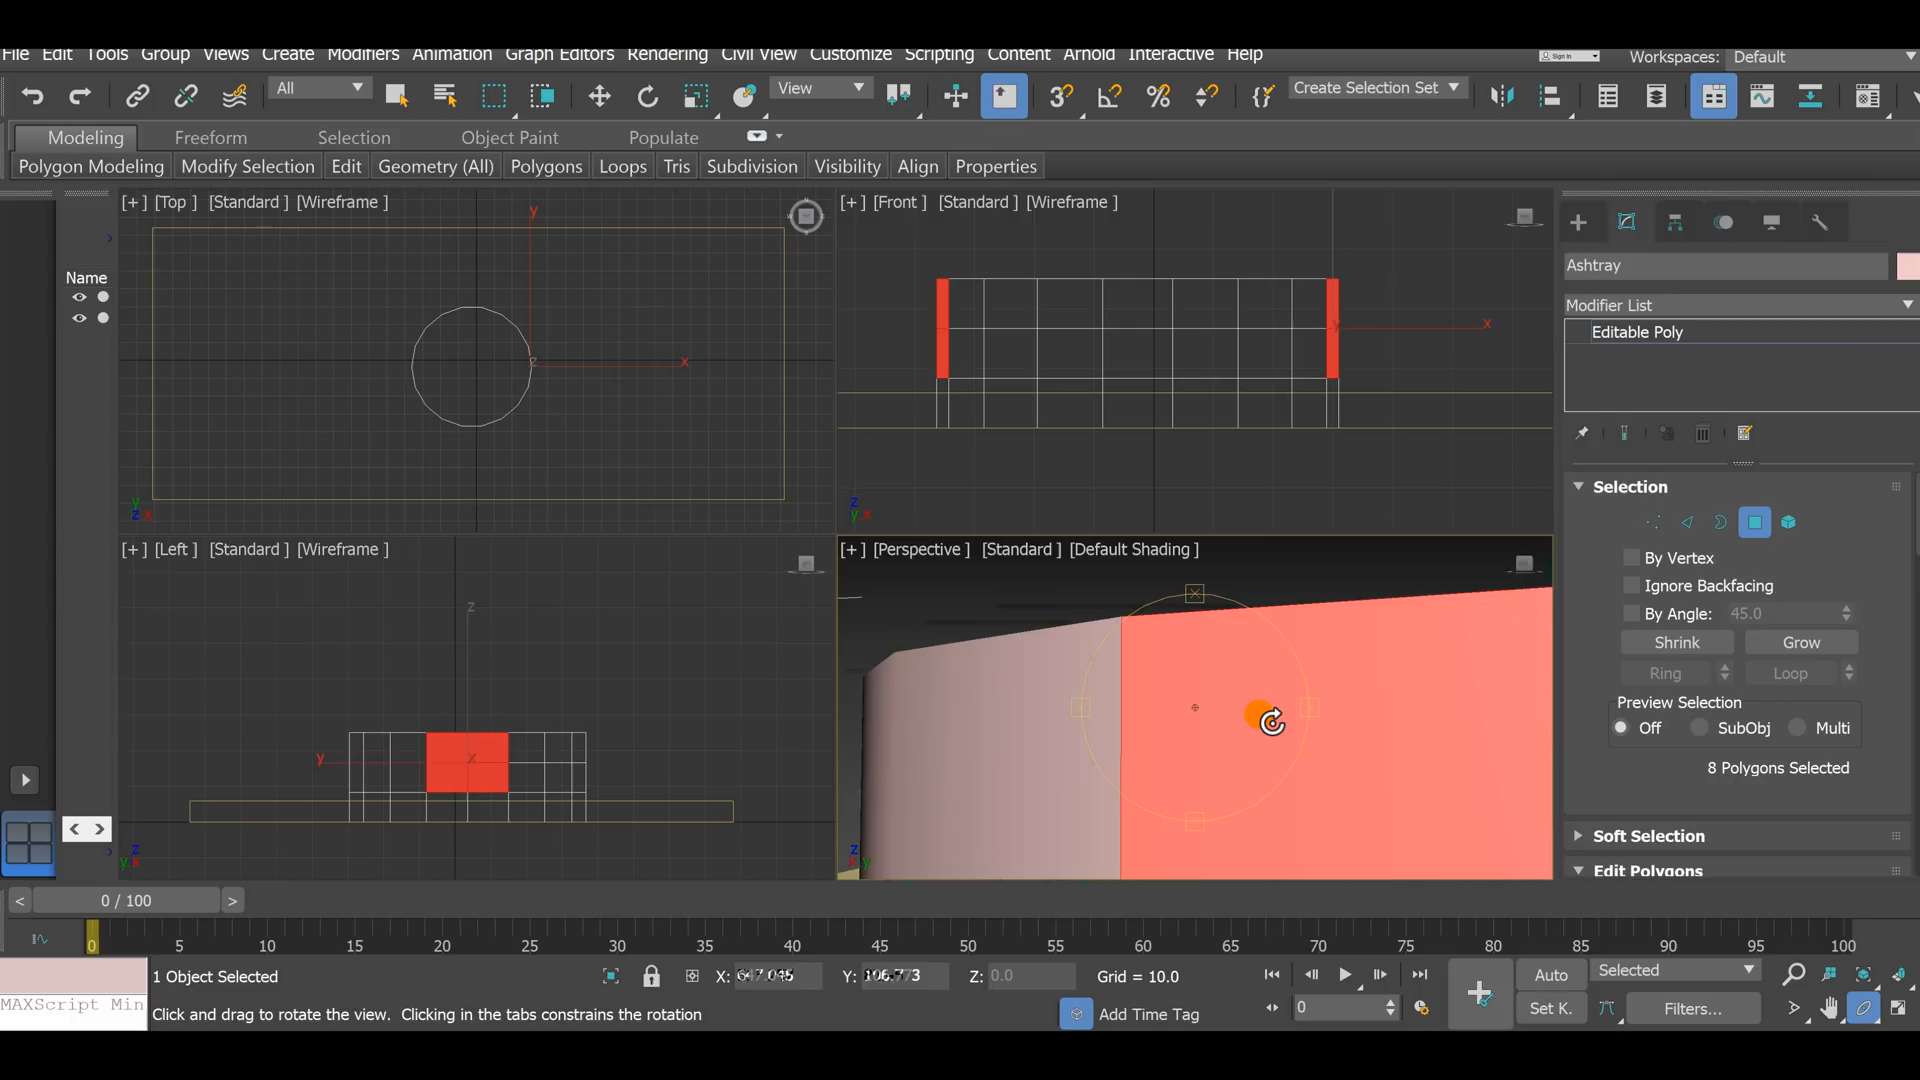 File Edit Tools Group Views Create Modifiers Animation Graph Editors Rendering Civil View Customize Scripting Content Arnold Interactive Help
Sign In
Workspaces: Default
All
View
Create Selection Set
Modeling Freeform Selection Object Paint Populate
Polygon Modeling Modify Selection Edit Geometry (All) Polygons Loops Tris Subdivision Visibility Align Properties
[+] [Top ] [Standard ] [Wireframe ]
[+] [Front ] [Standard ] [Wireframe ]
y
x
z
Name
x
y
Ashtray
Modifier List
Editable Poly
Selection
By Vertex
Ignore Backfacing
By Angle: 45.0
Shrink Grow
Ring Loop
Preview Selection
Off SubObj Multi
8 Polygons Selected
Soft Selection
Edit Polygons
y
z x
z
y x
[+] [Left ] [Standard ] [Wireframe ]
[+] [Perspective ] [Standard ] [Default Shading ]
z
y
x
z
y x
z
x y
< >
< 0 / 100 >
0 5 10 15 20 25 30 35 40 45 50 55 60 65 70 75 80 85 90 95 100
1 Object Selected
X: Y: Z: 0.0 Grid = 10.0
Auto Selected
MAXScript Min
Click and drag to rotate the view. Clicking in the tabs constrains the rotation
Add Time Tag
0
Set K. Filters...